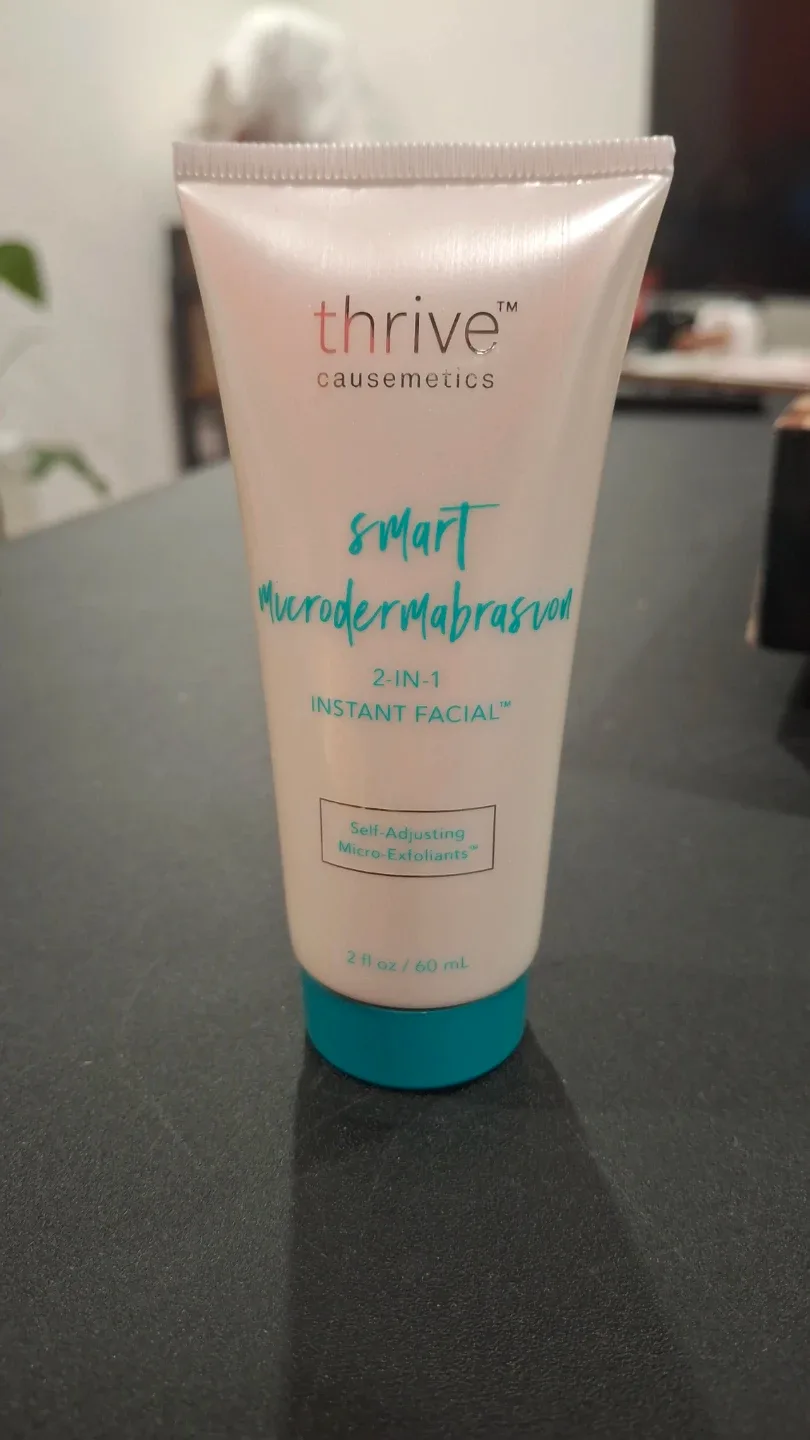 thrive™
causemetics
smart
microdermabrasion
2-IN-1
INSTANT FACIAL™
Self-Adjusting
Micro-Exfoliants™
2 fl oz / 60 mL